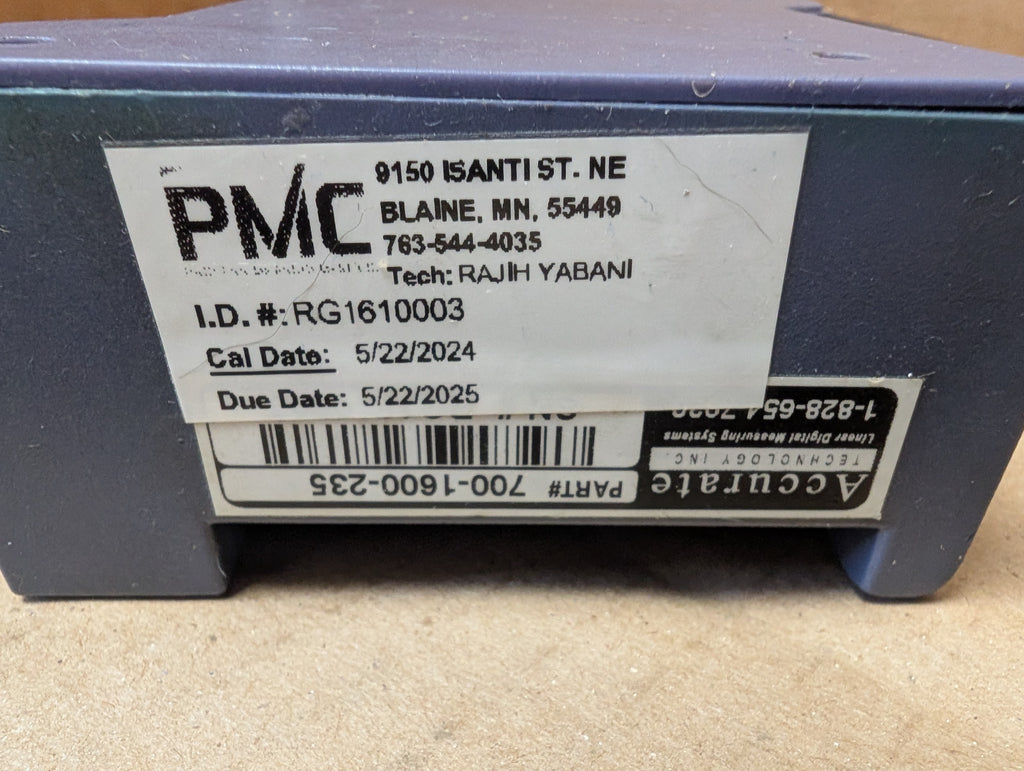 PMC
9150 ISANTI ST. NE
BLAINE, MN, 55449
763-544-4035
Tech: RAJIH YABANI
I.D. #: RG1610003
Cal Date: 5/22/2024
Due Date: 5/22/2025
Accurate
TECHNOLOGY INC.
Linear Digital Measuring Systems
1-828-654-7920
PART# 700-1600-235